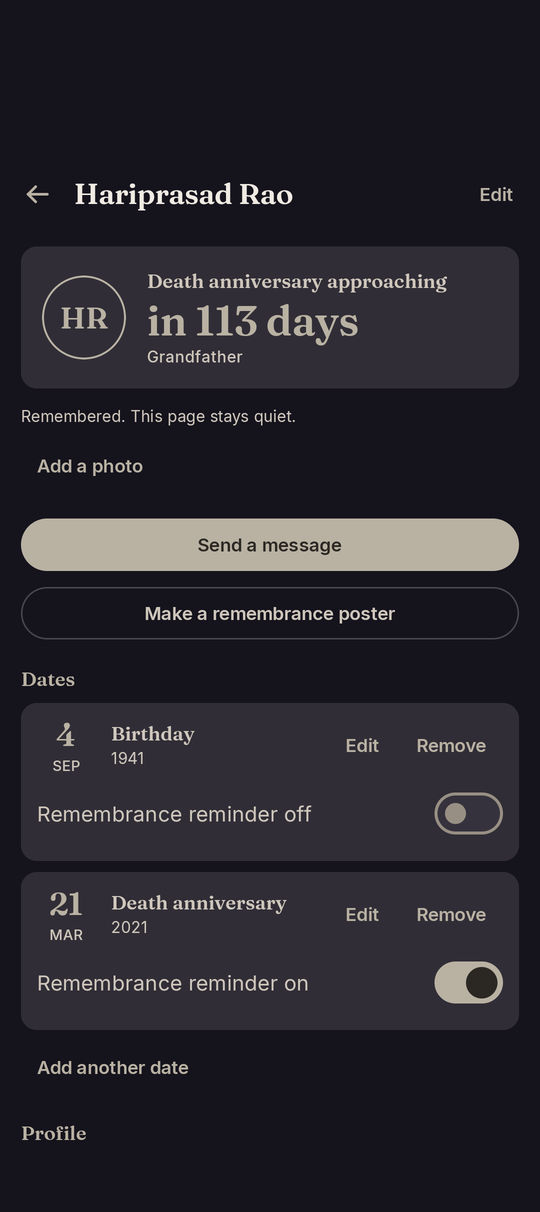 Hariprasad Rao
Edit
HR
Death anniversary approaching
in 113 days
Grandfather
Remembered. This page stays quiet.
Add a photo
Send a message
Make a remembrance poster
Dates
4
SEP
Birthday
1941
Edit
Remove
Remembrance reminder off
21
MAR
Death anniversary
2021
Edit
Remove
Remembrance reminder on
Add another date
Profile